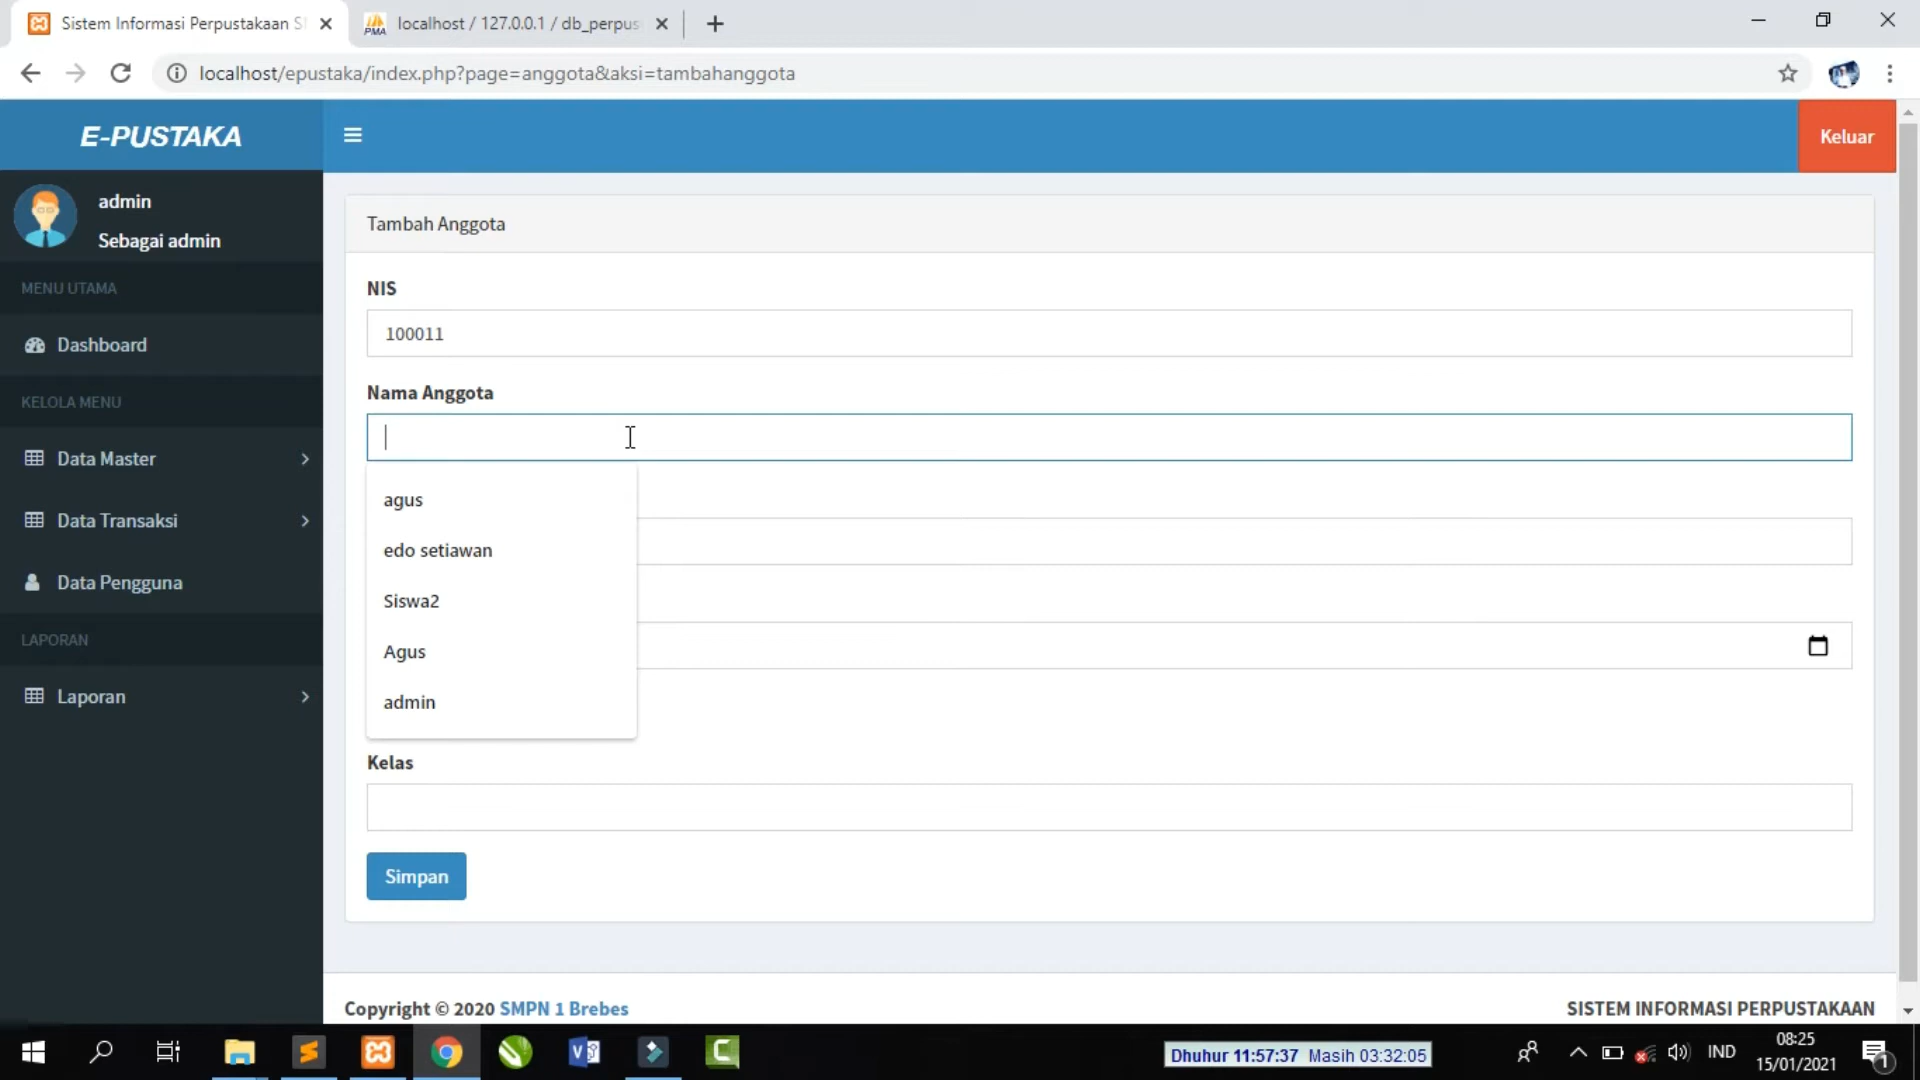 Sistem Informasi Perpustakaan S
localhost / 127.0.0.1 / db_perpus
localhost/epustaka/index.php?page=anggota&aksi=tambahanggota
E-PUSTAKA
Keluar
admin
Sebagai admin
MENU UTAMA
Dashboard
KELOLA MENU
Data Master
Data Transaksi
Data Pengguna
LAPORAN
Laporan
Tambah Anggota
NIS
100011
Nama Anggota
agus
edo setiawan
Siswa2
Agus
admin
Kelas
Simpan
Copyright © 2020 SMPN 1 Brebes
SISTEM INFORMASI PERPUSTAKAAN
Dhuhur 11:57:37 Masih 03:32:05
IND
08:25
15/01/2021
1